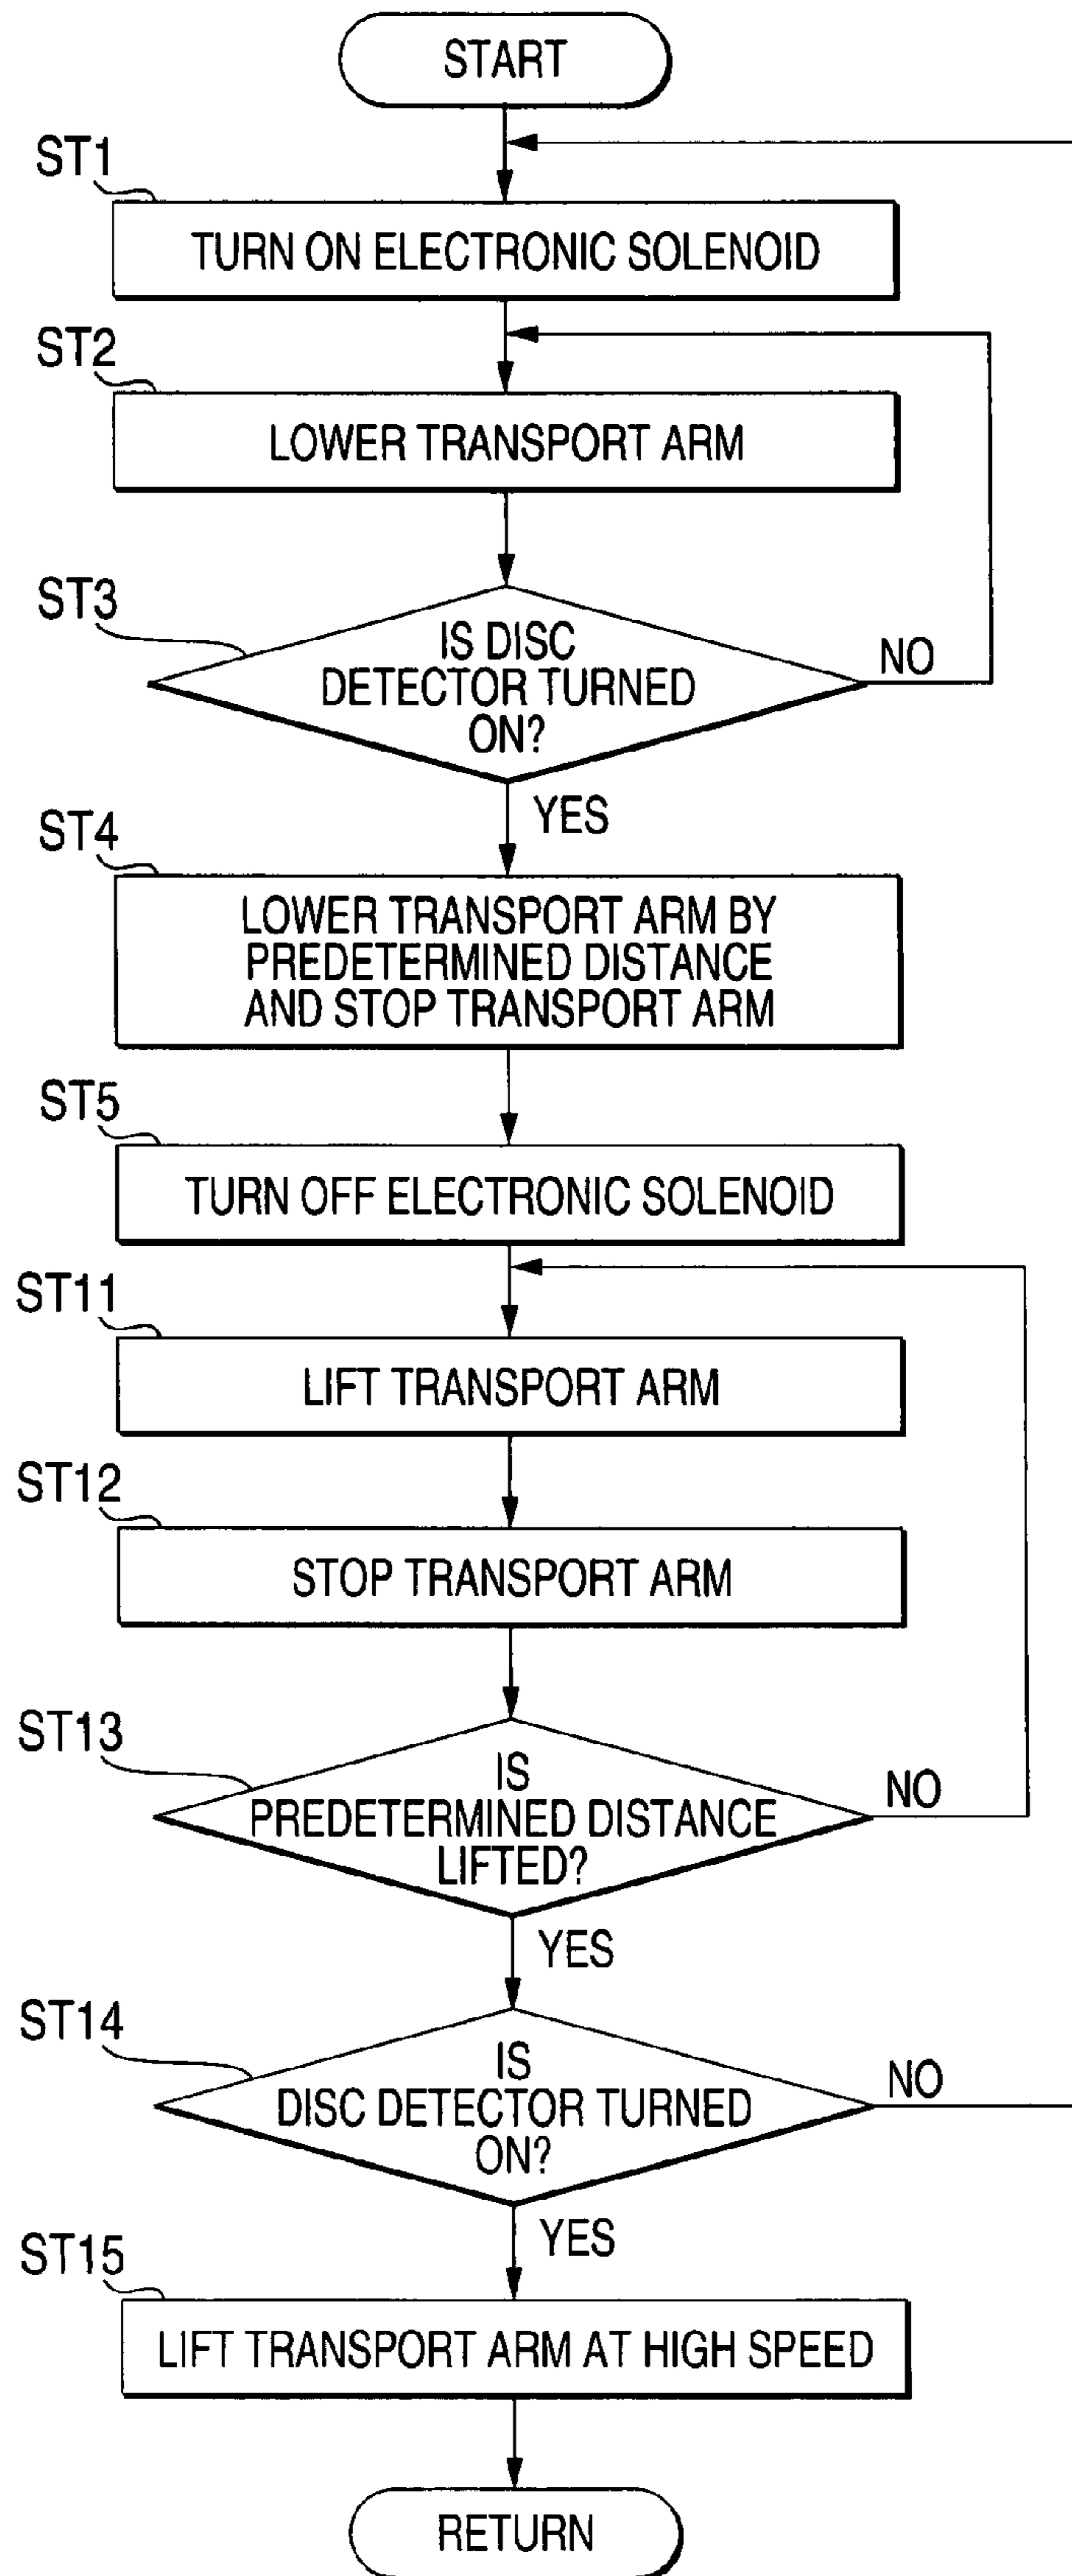 START
ST1
TURN ON ELECTRONIC SOLENOID
ST2
LOWER TRANSPORT ARM
ST3
IS DISC
DETECTOR TURNED
ON?
NO
YES
ST4
LOWER TRANSPORT ARM BY
PREDETERMINED DISTANCE
AND STOP TRANSPORT ARM
ST5
TURN OFF ELECTRONIC SOLENOID
ST11
LIFT TRANSPORT ARM
ST12
STOP TRANSPORT ARM
ST13
IS
PREDETERMINED DISTANCE
LIFTED?
NO
YES
ST14
IS
DISC DETECTOR TURNED
ON?
NO
YES
ST15
LIFT TRANSPORT ARM AT HIGH SPEED
RETURN